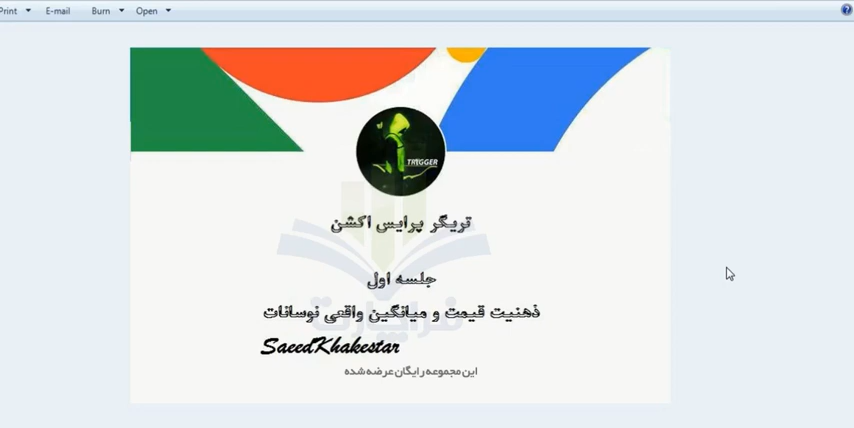 Print E-mail Burn Open
TRIGGER
تریگر پرایس اکشن
جلسه اول
ذهنیت قیمت و میانگین واقعی نوسانات
فراپارت
SaeedKhakestar
این مجموعه رایگان عرضه شده